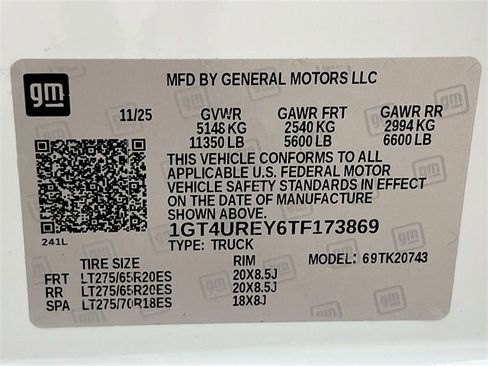 gm
MFD BY GENERAL MOTORS LLC
11/25 GVWR GAWR FRT GAWR RR
5148 KG 2540 KG 2994 KG
11350 LB 5600 LB 6600 LB
THIS VEHICLE CONFORMS TO ALL
APPLICABLE U.S. FEDERAL MOTOR
VEHICLE SAFETY STANDARDS IN EFFECT
ON THE DATE OF MANUFACTURE
SHOWN ABOVE.
241L
1GT4UREY6TF173869
TYPE: TRUCK
TIRE SIZE RIM MODEL: 69TK20743
FRT LT275/65R20ES 20X8.5J
RR LT275/65R20ES 20X8.5J
SPA LT275/70R18ES 18X8J